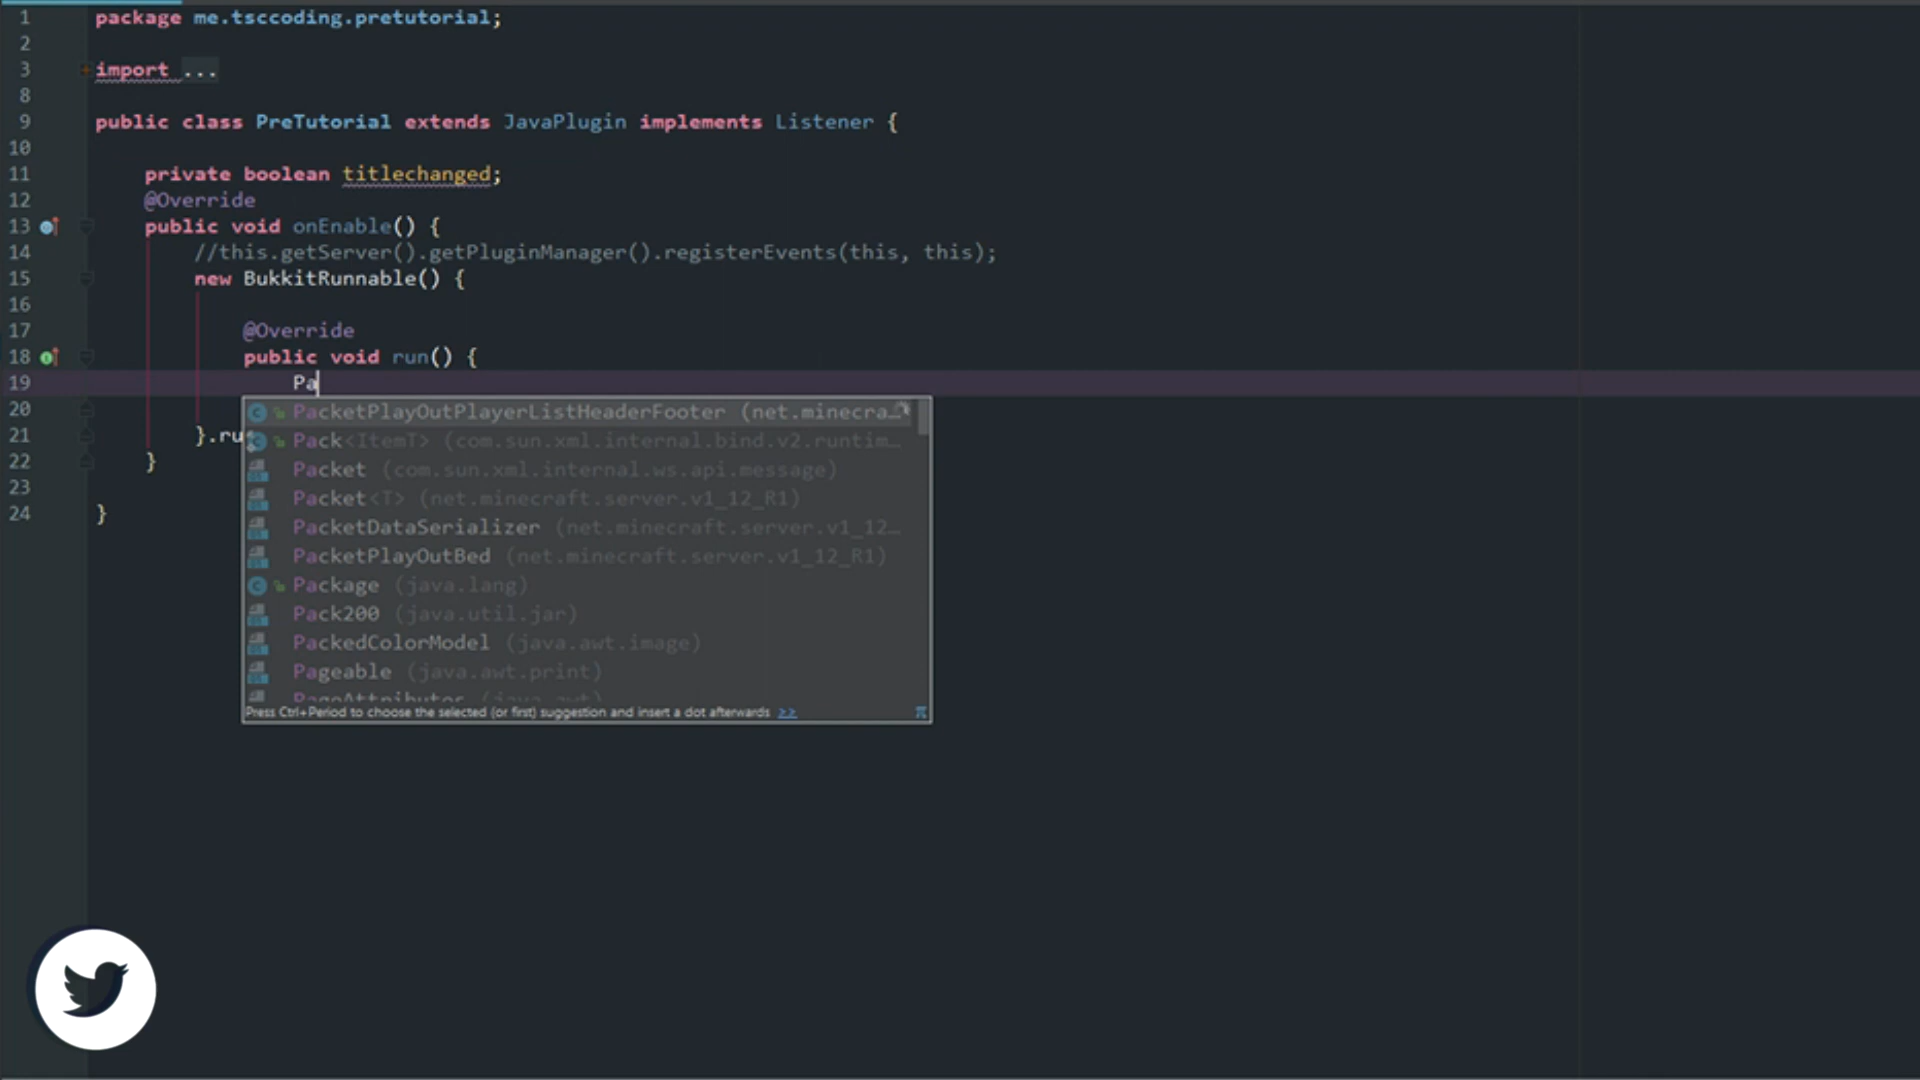 1 package me.tsccoding.pretutorial;
2
3 import ...
8
9 public class PreTutorial extends JavaPlugin implements Listener {
10
11 private boolean titlechanged;
12 @Override
13 public void onEnable() {
14 //this.getServer().getPluginManager().registerEvents(this, this);
15 new BukkitRunnable() {
16
17 @Override
18 public void run() {
19 Pa
PacketPlayOutPlayerListHeaderFooter (net.minecra…
20
Pack<ItemT> (com.sun.xml.internal.bind.v2.runtim…
21 }.ru
Packet (com.sun.xml.internal.ws.api.message)
22 }
Packet<T> (net.minecraft.server.v1_12_R1)
23
PacketDataSerializer (net.minecraft.server.v1_12…
24 }
PacketPlayOutBed (net.minecraft.server.v1_12_R1)
Package (java.lang)
Pack200 (java.util.jar)
PackedColorModel (java.awt.image)
Pageable (java.awt.print)
PageAttributes (java.awt)
Press Ctrl+Period to choose the selected (or first) suggestion and insert a dot afterwards >>